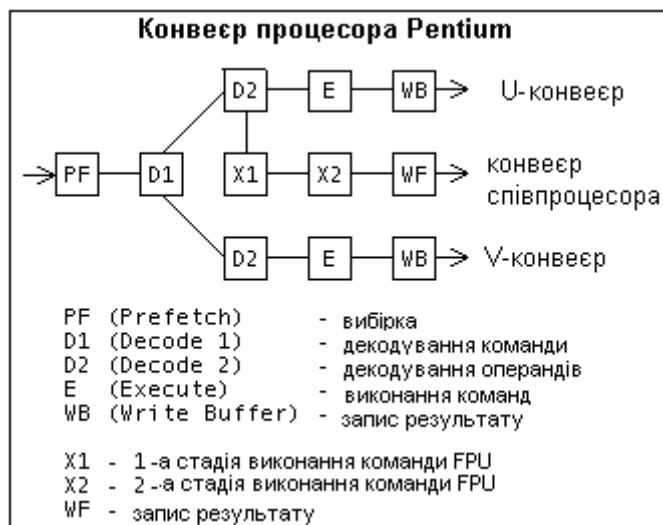 Конвеєр процесора Pentium
D2 E WB U-конвеєр
PF D1 X1 X2 WF конвеєр
співпроцесора
D2 E WB V-конвеєр
PF (Prefetch) - вибірка
D1 (Decode 1) - декодування команди
D2 (Decode 2) - декодування операндів
E (Execute) - виконання команд
WB (Write Buffer) - запис результату
X1 - 1-а стадія виконання команди FPU
X2 - 2-а стадія виконання команди FPU
WF - запис результату